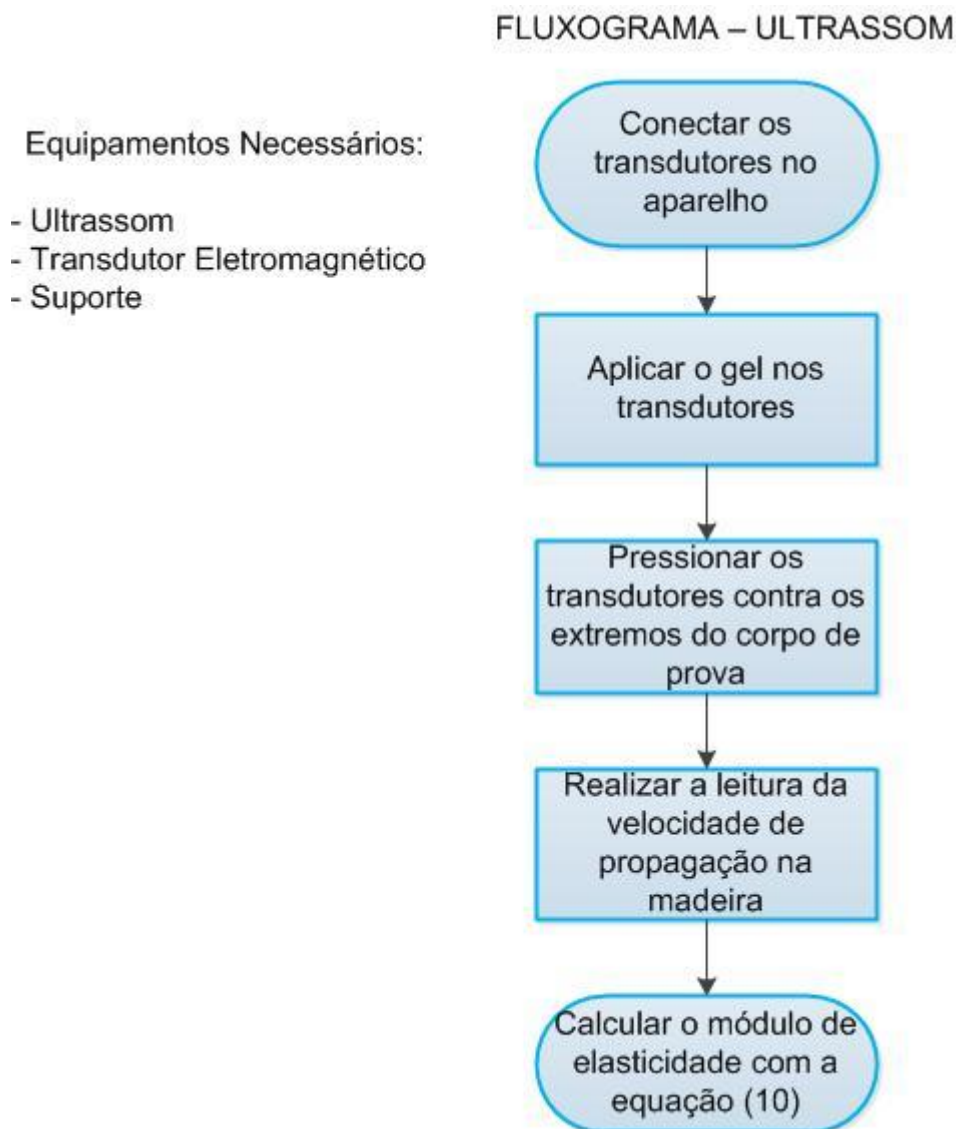 FLUXOGRAMA – ULTRASSOM
Equipamentos Necessários:
- Ultrassom
- Transdutor Eletromagnético
- Suporte
Conectar os
transdutores no
aparelho
Aplicar o gel nos
transdutores
Pressionar os
transdutores contra os
extremos do corpo de
prova
Realizar a leitura da
velocidade de
propagação na
madeira
Calcular o módulo de
elasticidade com a
equação (10)